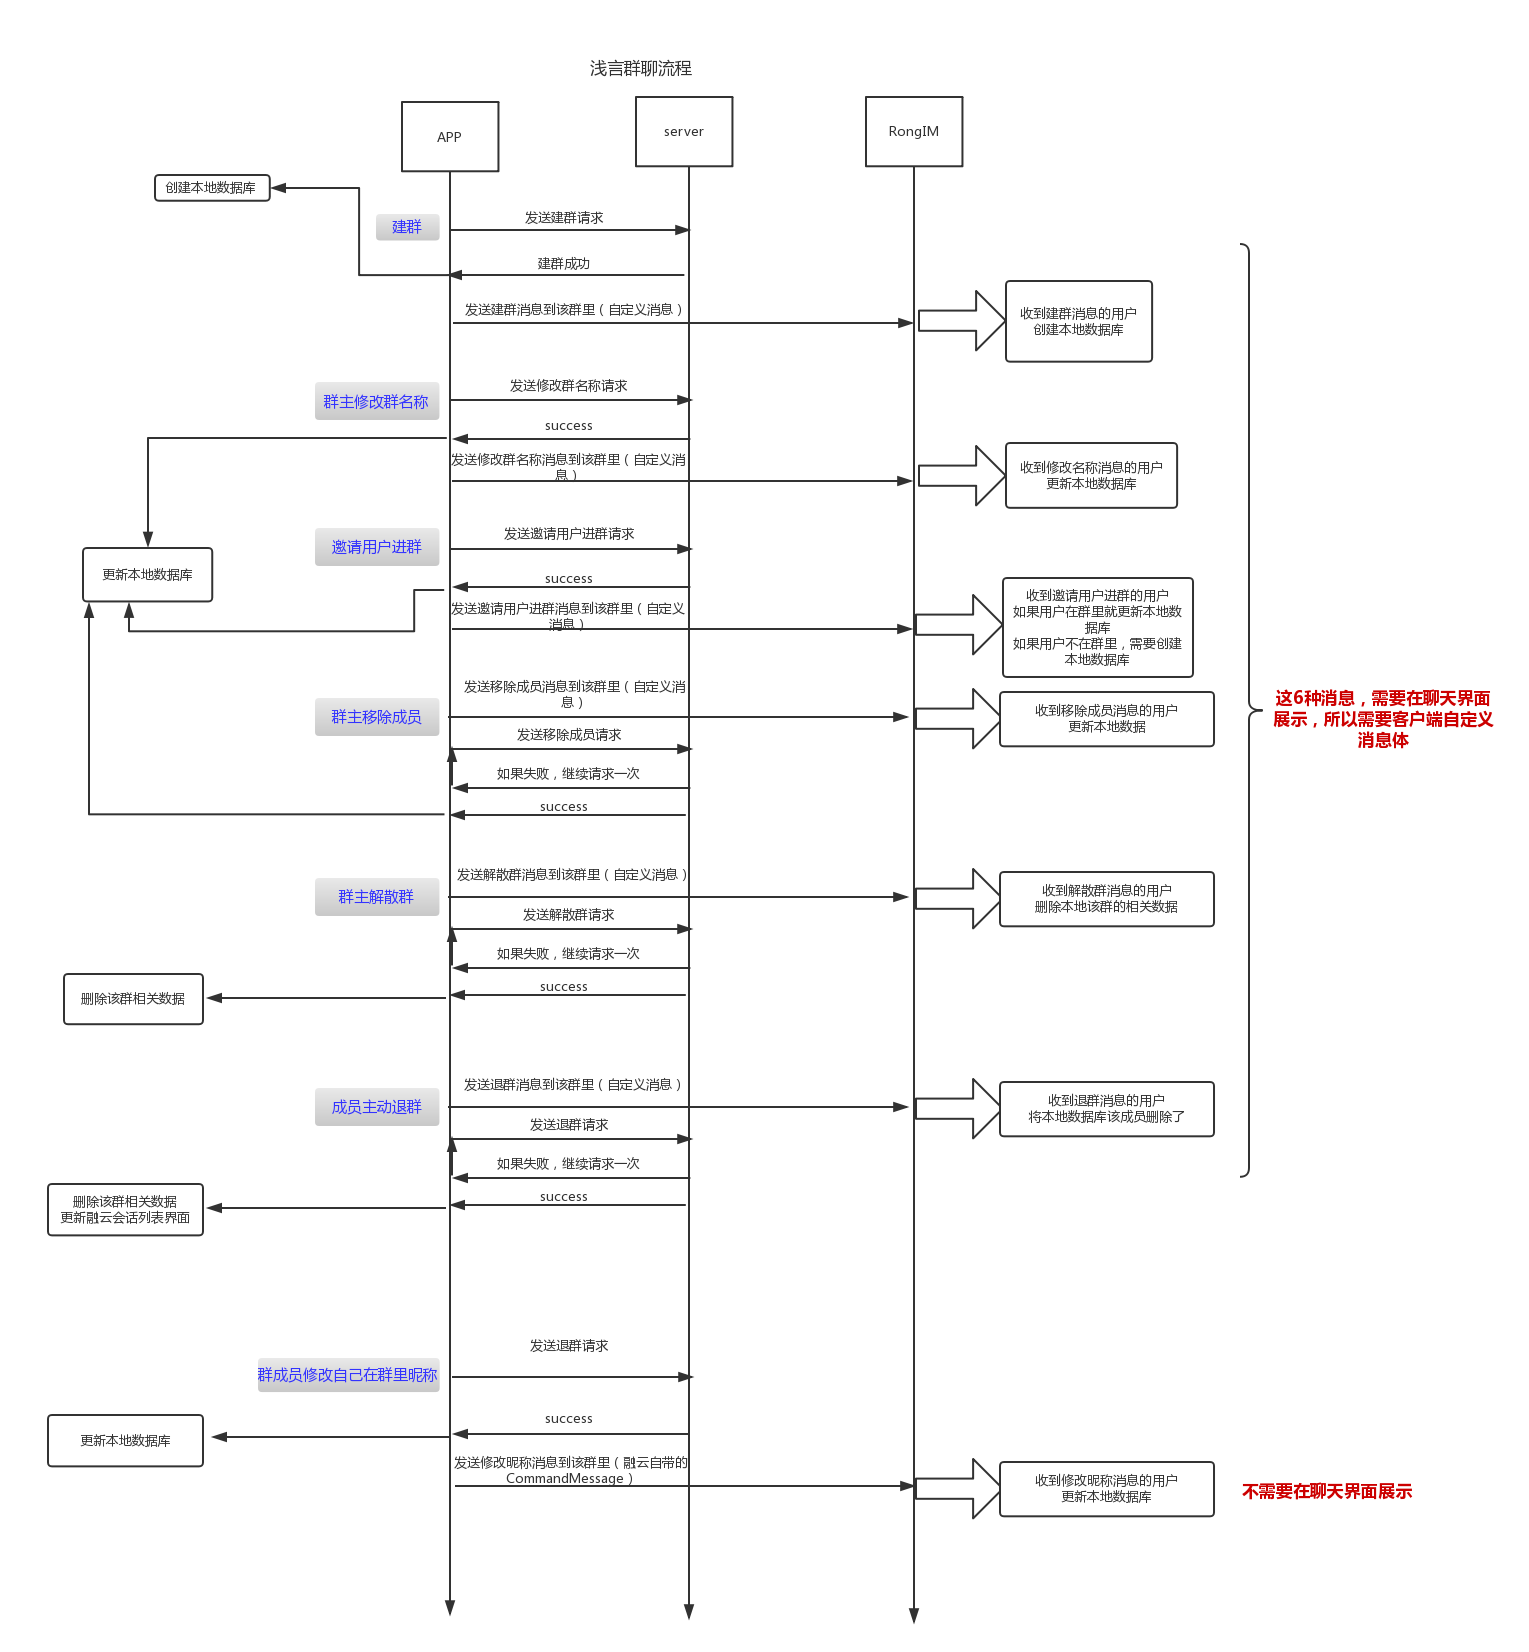 浅言群聊流程
APP
server
RongIM
创建本地数据库
建群
发送建群请求
建群成功
发送建群消息到该群里（自定义消息）
收到建群消息的用户
创建本地数据库
群主修改群名称
发送修改群名称请求
success
发送修改群名称消息到该群里（自定义消
息）
收到修改名称消息的用户
更新本地数据库
邀请用户进群
发送邀请用户进群请求
更新本地数据库
success
发送邀请用户进群消息到该群里（自定义
消息）
收到邀请用户进群的用户
如果用户在群里就更新本地数
据库
如果用户不在群里，需要创建
本地数据库
群主移除成员
发送移除成员消息到该群里（自定义消
息）
收到移除成员消息的用户
更新本地数据
这6种消息，需要在聊天界面
展示，所以需要客户端自定义
消息体
发送移除成员请求
如果失败，继续请求一次
success
群主解散群
发送解散群消息到该群里（自定义消息）
收到解散群消息的用户
删除本地该群的相关数据
发送解散群请求
如果失败，继续请求一次
success
删除该群相关数据
成员主动退群
发送退群消息到该群里（自定义消息）
收到退群消息的用户
将本地数据库该成员删除了
发送退群请求
如果失败，继续请求一次
success
删除该群相关数据
更新融云会话列表界面
发送退群请求
群成员修改自己在群里昵称
success
更新本地数据库
发送修改昵称消息到该群里（融云自带的
CommandMessage）
收到修改昵称消息的用户
更新本地数据库
不需要在聊天界面展示